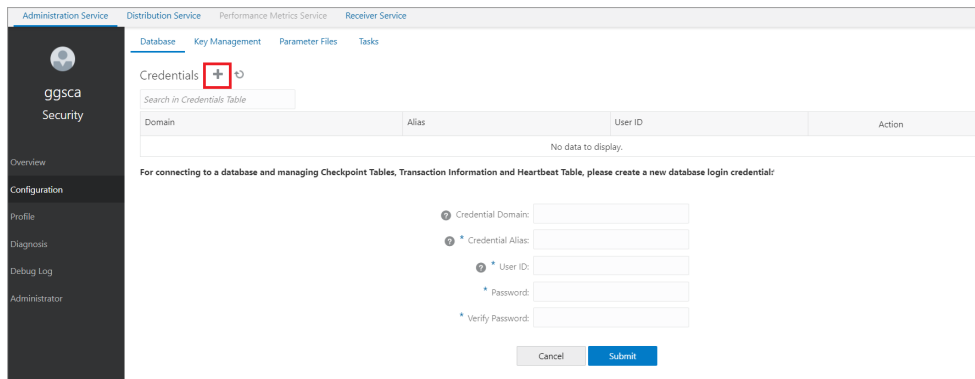 Administration Service Distribution Service Performance Metrics Service Receiver Service
Database Key Management Parameter Files Tasks
ggsca
Security
Overview
Configuration
Profile
Diagnosis
Debug Log
Administrator
Credentials
Search in Credentials Table
Domain Alias User ID Action
No data to display.
For connecting to a database and managing Checkpoint Tables, Transaction Information and Heartbeat Table, please create a new database login credential:
? Credential Domain:
? * Credential Alias:
? * User ID:
* Password:
* Verify Password:
Cancel Submit